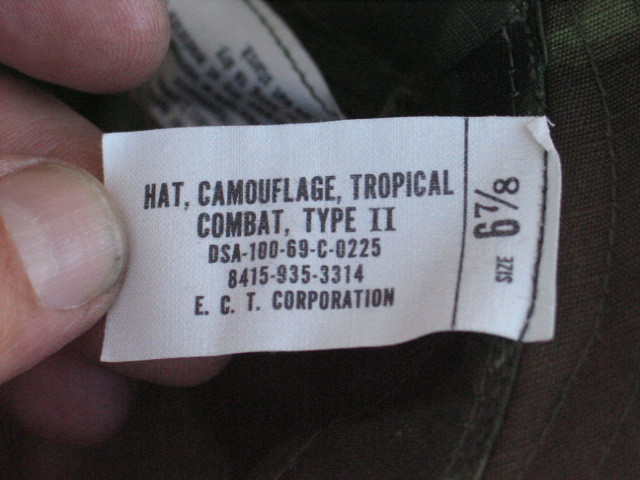 HAT, CAMOUFLAGE, TROPICAL
COMBAT, TYPE II
DSA-100-69-C-0225
8415-935-3314
E. C. T. CORPORATION
SIZE 6 7/8